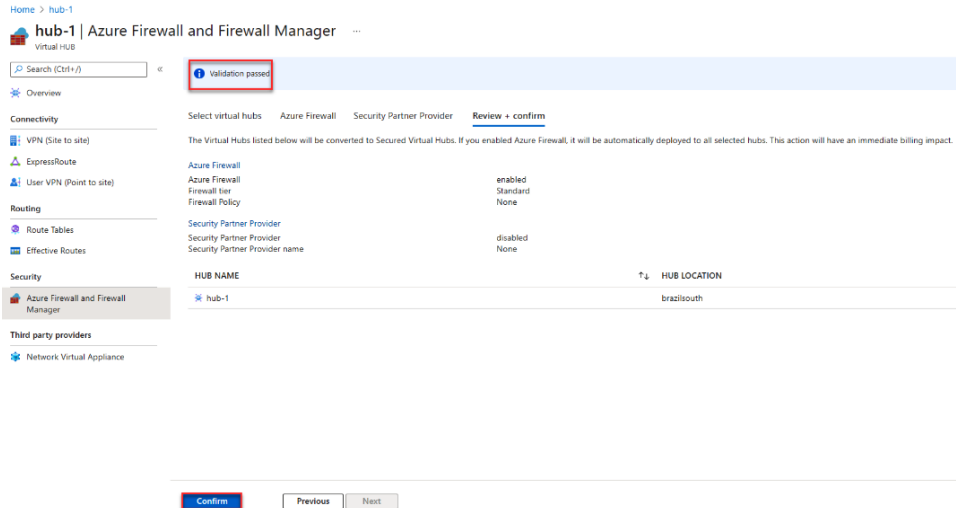 Home > hub-1
hub-1 | Azure Firewall and Firewall Manager ...
Virtual HUB
Search (Ctrl+/)
«
Overview
Connectivity
VPN (Site to site)
ExpressRoute
User VPN (Point to site)
Routing
Route Tables
Effective Routes
Security
Azure Firewall and Firewall
Manager
Third party providers
Network Virtual Appliance
Validation passed
Select virtual hubs Azure Firewall Security Partner Provider Review + confirm
The Virtual Hubs listed below will be converted to Secured Virtual Hubs. If you enabled Azure Firewall, it will be automatically deployed to all selected hubs. This action will have an immediate billing impact.
Azure Firewall
Azure Firewall enabled
Firewall tier Standard
Firewall Policy None
Security Partner Provider
Security Partner Provider disabled
Security Partner Provider name None
HUB NAME ↑↓ HUB LOCATION
hub-1 brazilsouth
Confirm Previous Next